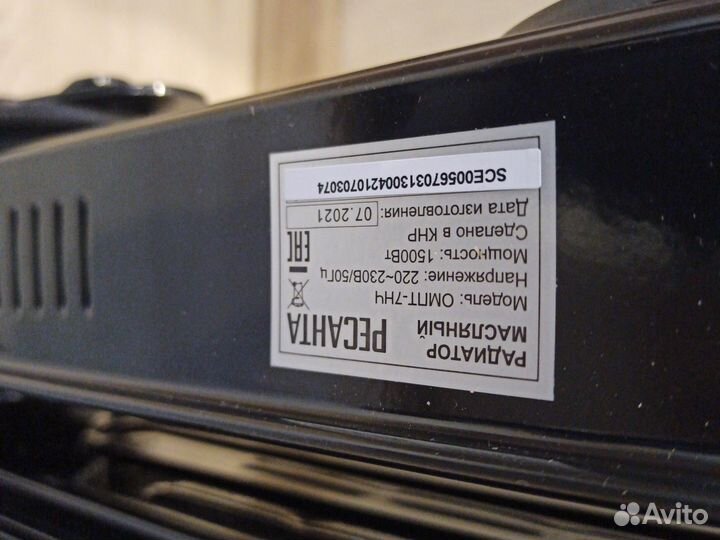 РАДИАТОР
МАСЛЯНЫЙ
РЕСАНТА
Модель: ОМПТ-7НЧ
Напряжение: 220~230В/50Гц
Мощность: 1500Вт
Сделано в КНР
Дата изготовления: 07.2021
EAC
SCE005670313004210703074
Avito